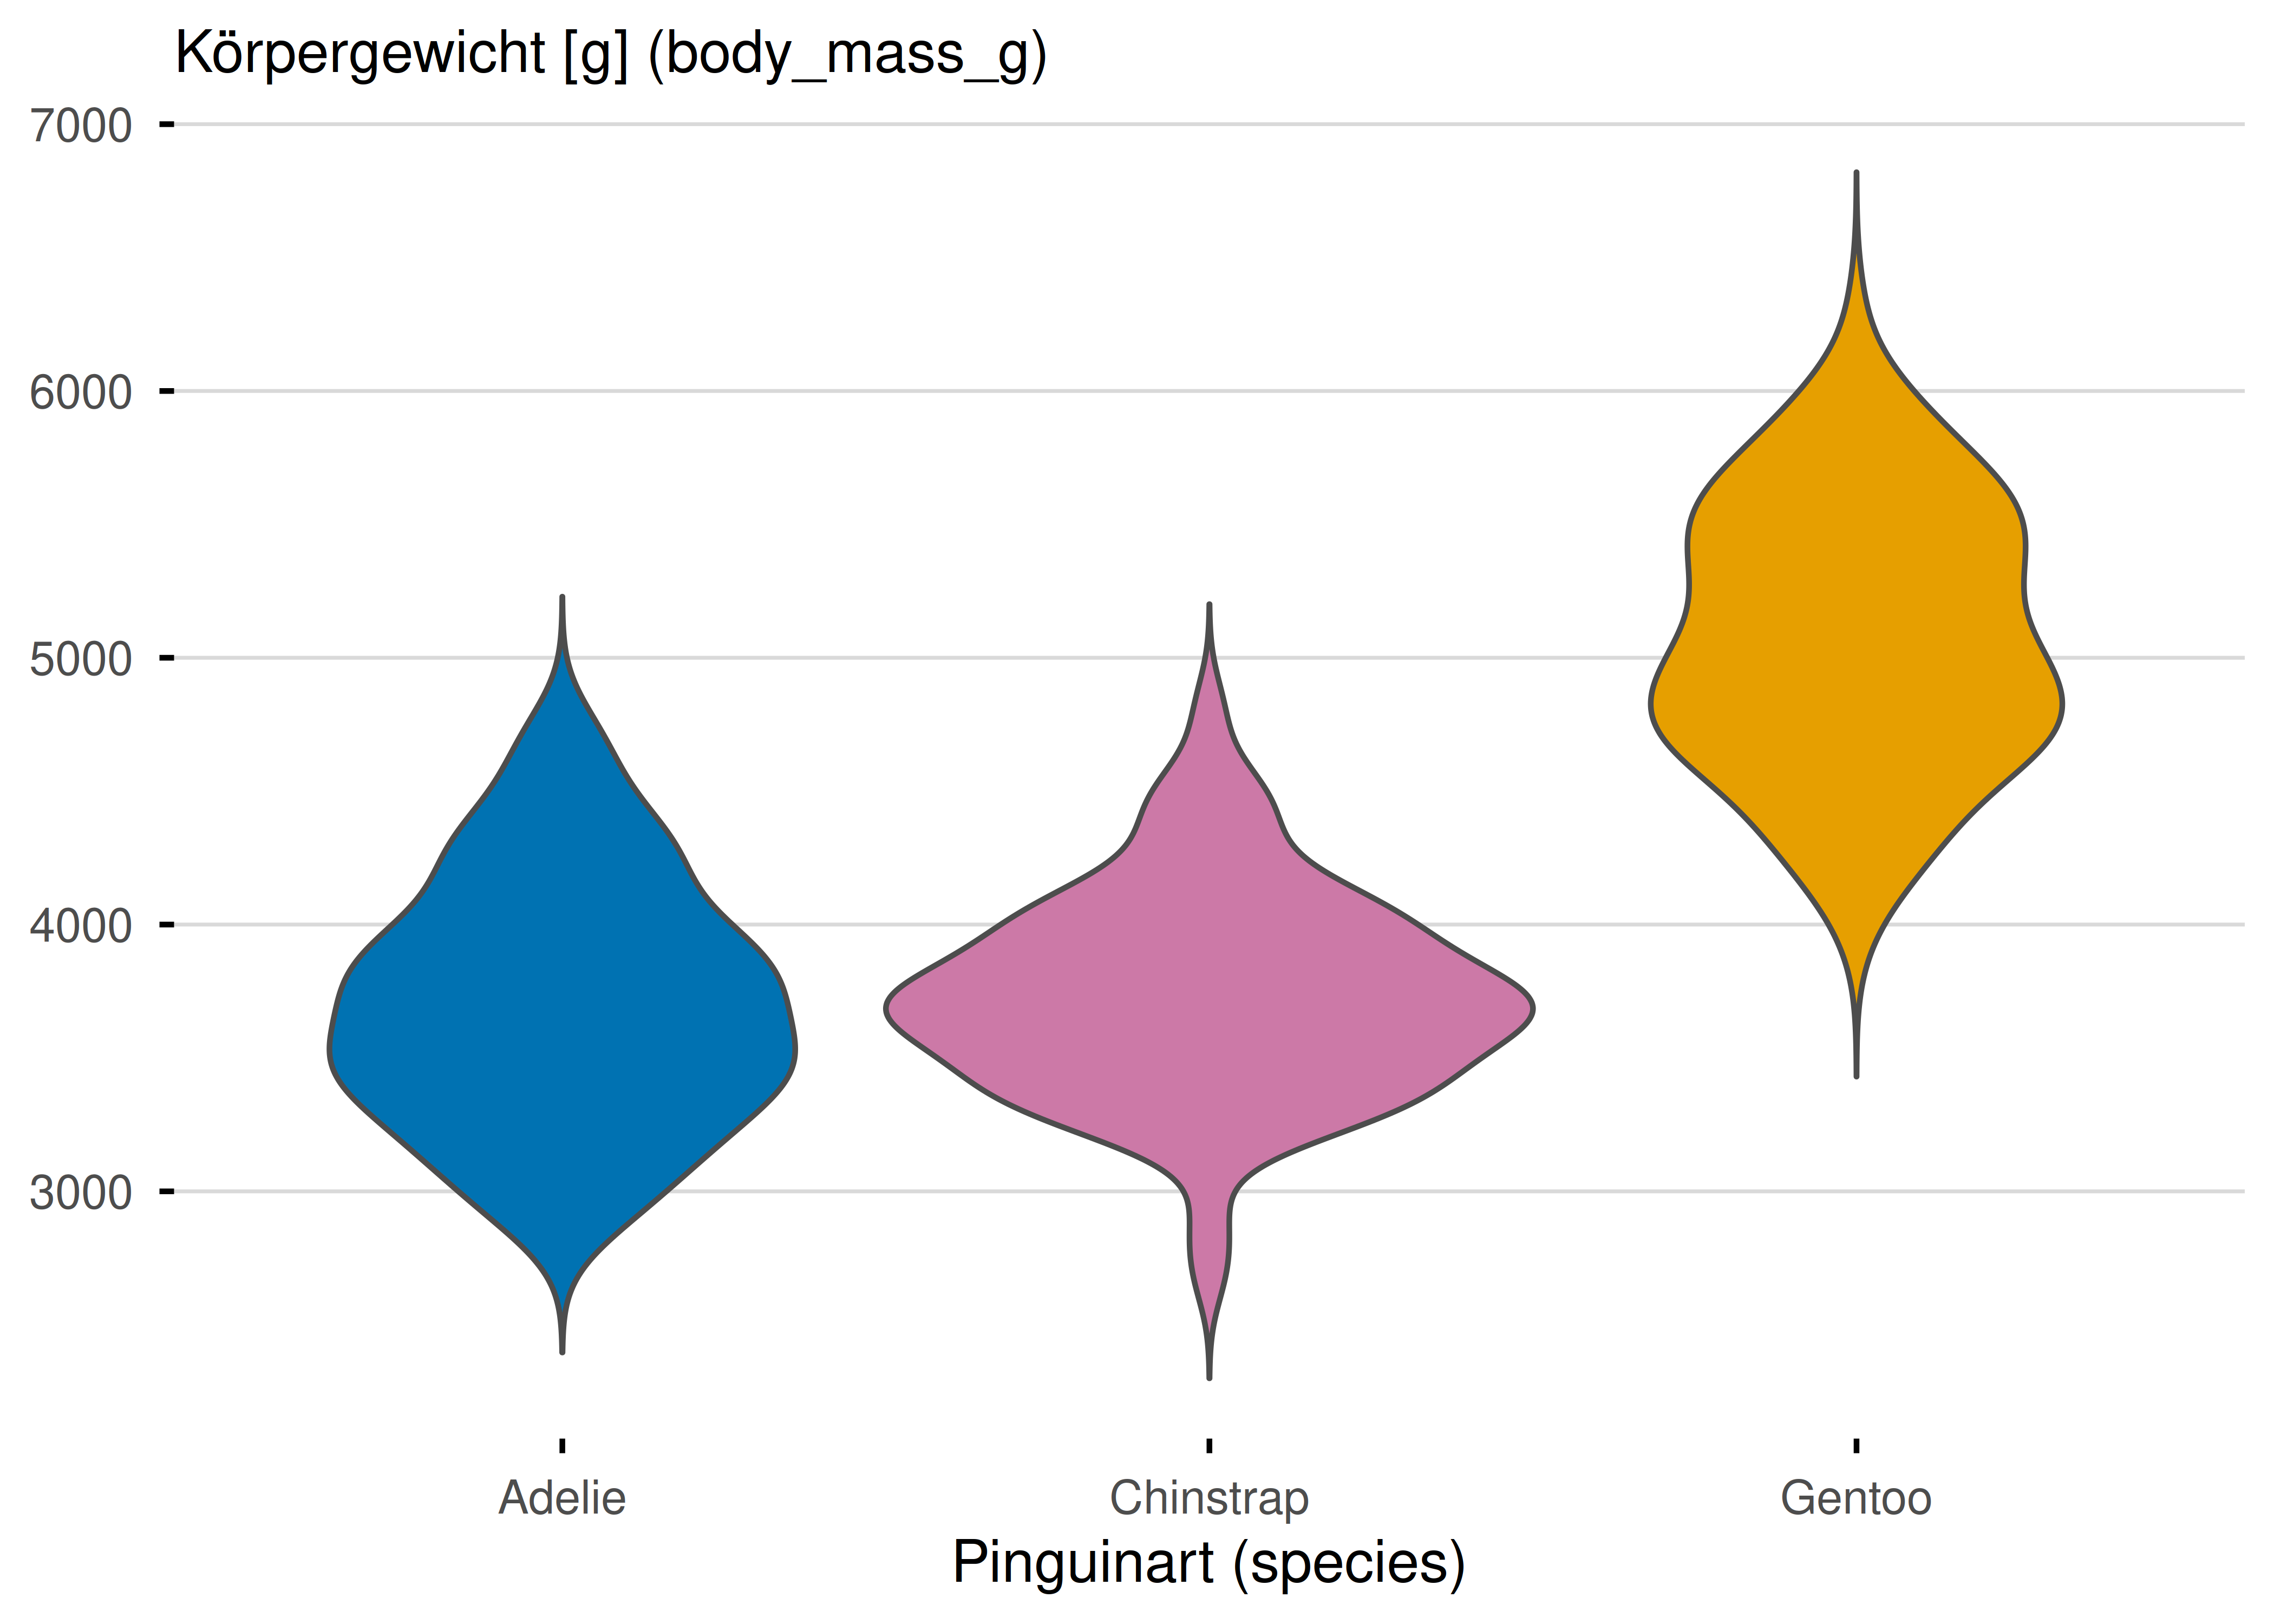 Körpergewicht [g] (body_mass_g)
7000
6000
5000
4000
3000
Adelie Chinstrap Gentoo
Pinguinart (species)